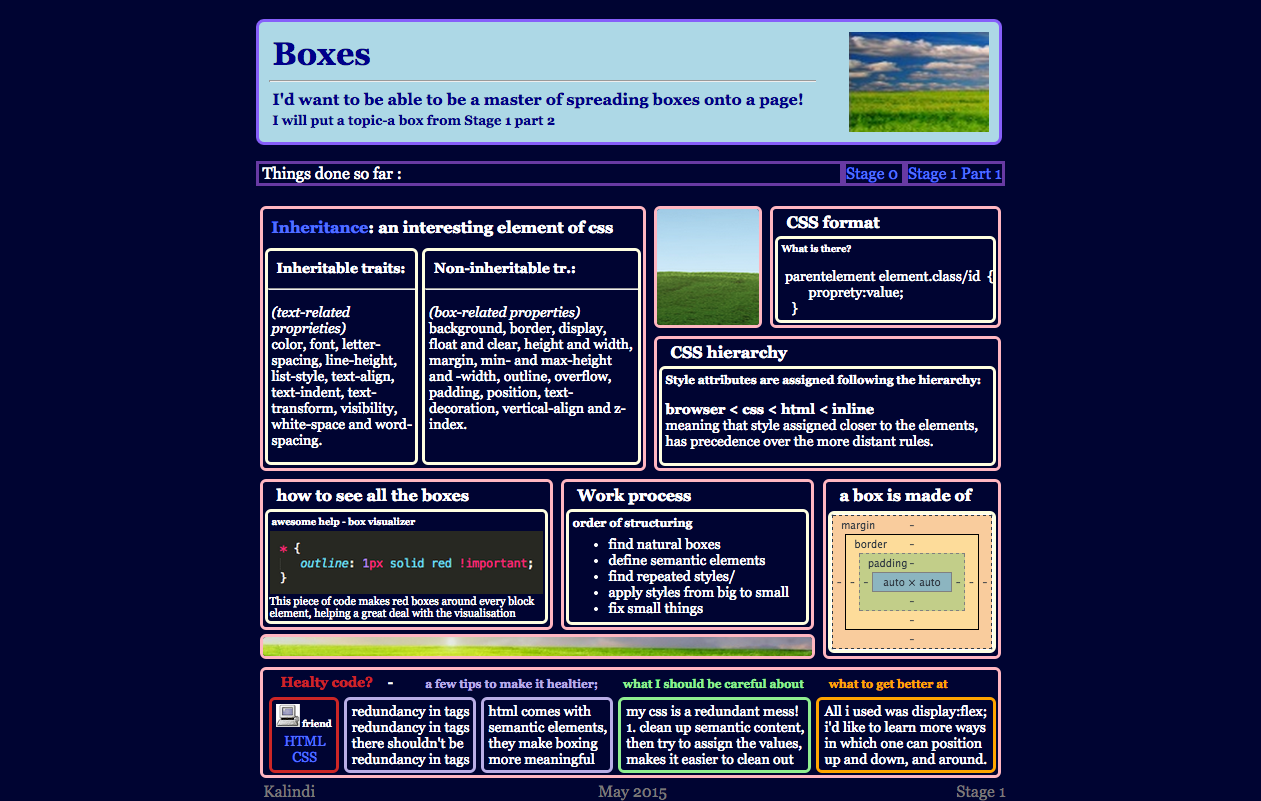 Boxes
I'd want to be able to be a master of spreading boxes onto a page!
I will put a topic-a box from Stage 1 part 2
Things done so far :
Stage 0
Stage 1 Part 1
Inheritance: an interesting element of css
Inheritable traits:
(text-related
proprieties)
color, font, letter-
spacing, line-height,
list-style, text-align,
text-indent, text-
transform, visibility,
white-space and word-
spacing.
Non-inheritable tr.:
(box-related properties)
background, border, display,
float and clear, height and width,
margin, min- and max-height
and -width, outline, overflow,
padding, position, text-
decoration, vertical-align and z-
index.
CSS format
What is there?
parentelement element.class/id {
proprety:value;
}
CSS hierarchy
Style attributes are assigned following the hierarchy:
browser < css < html < inline
meaning that style assigned closer to the elements,
has precedence over the more distant rules.
how to see all the boxes
awesome help - box visualizer
* {
outline: 1px solid red !important;
}
This piece of code makes red boxes around every block
element, helping a great deal with the visualisation
Work process
order of structuring
• find natural boxes
• define semantic elements
• find repeated styles/
• apply styles from big to small
• fix small things
a box is made of
margin -
border -
padding -
- - - auto × auto - - -
-
-
-
Healty code? -
a few tips to make it healtier;
what I should be careful about
what to get better at
friend
HTML
CSS
redundancy in tags
redundancy in tags
there shouldn't be
redundancy in tags
html comes with
semantic elements,
they make boxing
more meaningful
my css is a redundant mess!
1. clean up semantic content,
then try to assign the values,
makes it easier to clean out
All i used was display:flex;
i'd like to learn more ways
in which one can position
up and down, and around.
Kalindi
May 2015
Stage 1